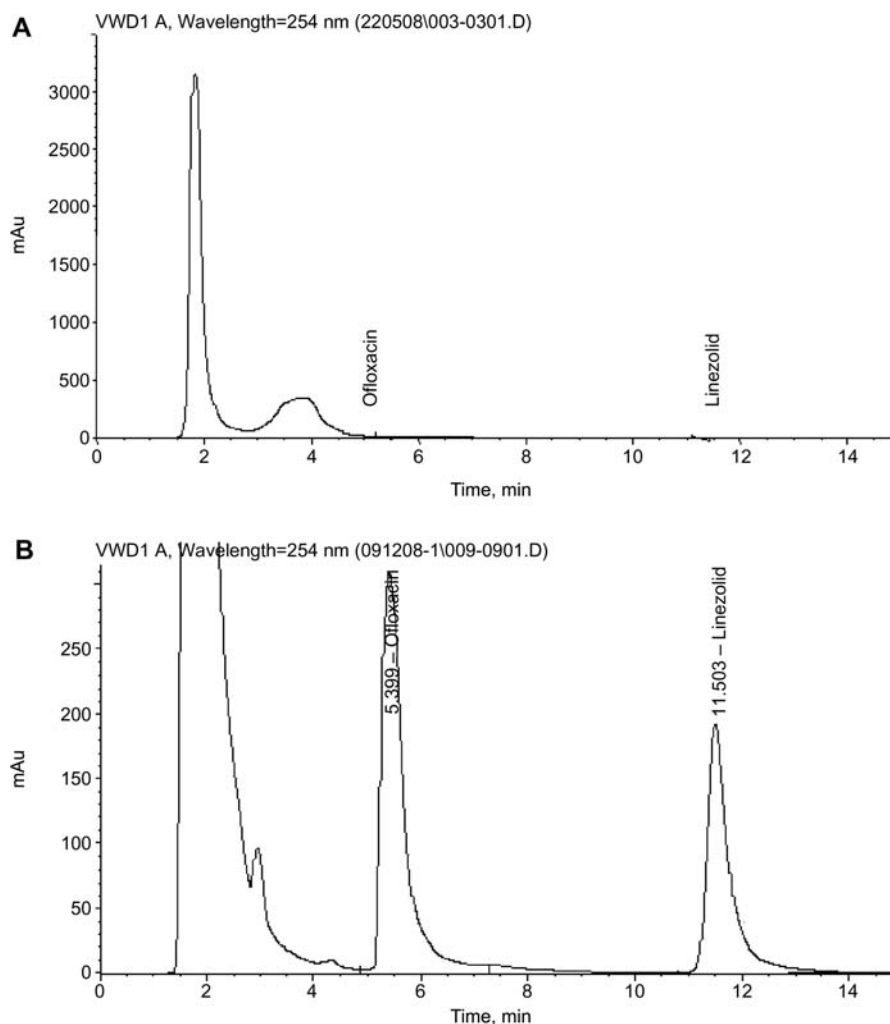 A
VWD1 A, Wavelength=254 nm (220508\003-0301.D)
3000
2500
2000
1500
1000
500
0
mAu
Ofloxacin
Linezolid
0 2 4 6 8 10 12 14
Time, min
B
VWD1 A, Wavelength=254 nm (091208-1\009-0901.D)
250
200
150
100
50
0
mAu
5.399 – Ofloxacin
11.503 – Linezolid
0 2 4 6 8 10 12 14
Time, min